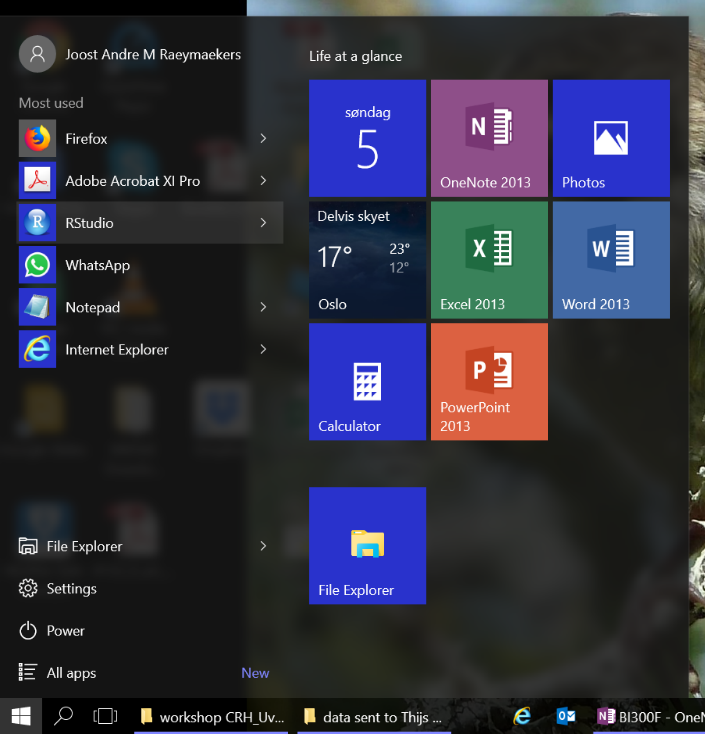 Joost Andre M Raeymaekers
Most used
Firefox
Adobe Acrobat XI Pro
RStudio
WhatsApp
Notepad
Internet Explorer
File Explorer
Settings
Power
All apps
New
Life at a glance
søndag
5
OneNote 2013
Photos
Delvis skyet
17°
23°
12°
Oslo
Excel 2013
Word 2013
Calculator
PowerPoint
2013
File Explorer
workshop CRH_Uv...
data sent to Thijs ...
BI300F - OneN